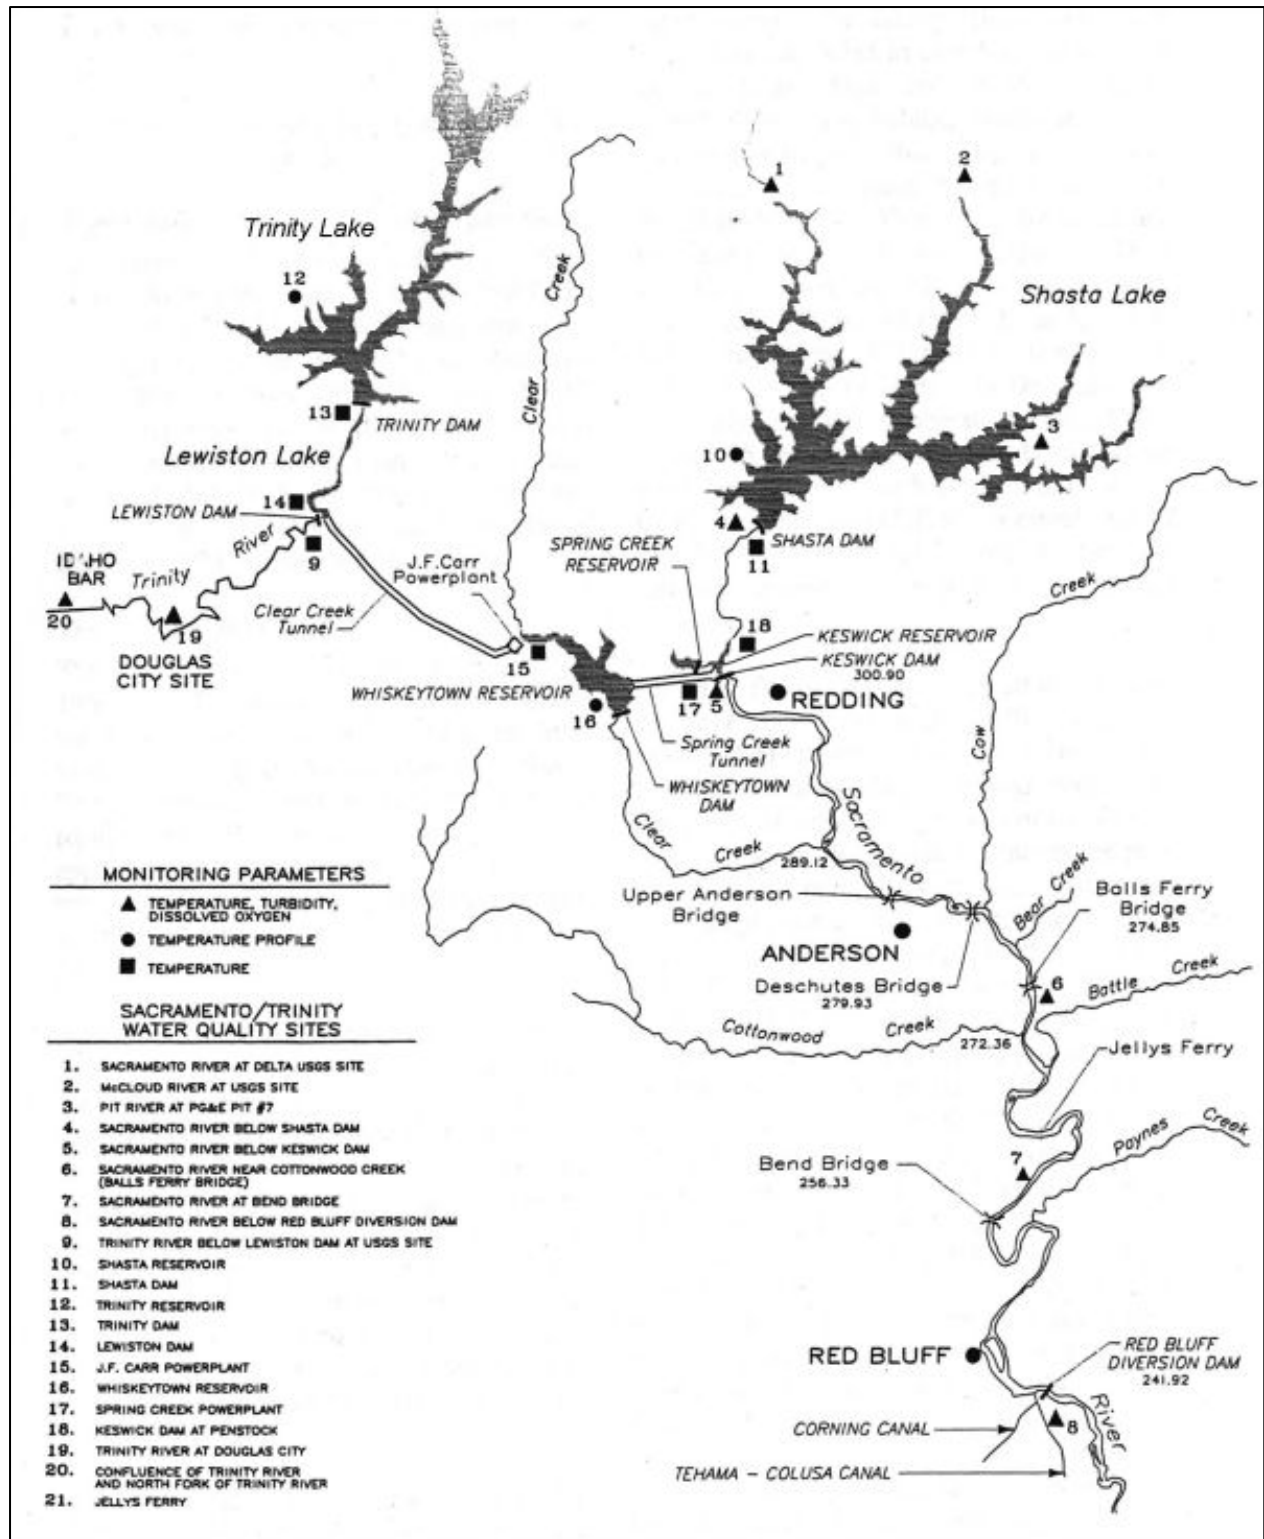 1
2
Trinity Lake
12
Creek
Clear
Shasta Lake
13
TRINITY DAM
3
10
Lewiston Lake
14
LEWISTON DAM
4
SHASTA DAM
11
River
9
SPRING CREEK
RESERVOIR
J.F.Carr
Powerplant
IDAHO
BAR
Trinity
20
19
DOUGLAS
CITY SITE
Clear Creek
Tunnel
Creek
18
KESWICK RESERVOIR
KESWICK DAM
300.90
15
WHISKEYTOWN RESERVOIR
16
17
5
REDDING
Spring Creek
Tunnel
WHISKEYTOWN
DAM
Cow
Sacramento
Clear
Creek
289.12
Upper Anderson
Bridge
Bear Creek
Balls Ferry
Bridge
274.85
ANDERSON
Deschutes Bridge
279.93
6
Battle
Creek
Cottonwood
Creek
272.36
Jellys Ferry
Paynes
Creek
7
Bend Bridge
256.33
RED BLUFF
RED BLUFF
DIVERSION DAM
241.92
River
8
CORNING CANAL
TEHAMA - COLUSA CANAL
MONITORING PARAMETERS
TEMPERATURE, TURBIDITY,
DISSOLVED OXYGEN
TEMPERATURE PROFILE
TEMPERATURE
SACRAMENTO/TRINITY
WATER QUALITY SITES
1. SACRAMENTO RIVER AT DELTA USGS SITE
2. McCLOUD RIVER AT USGS SITE
3. PIT RIVER AT PG&E PIT #7
4. SACRAMENTO RIVER BELOW SHASTA DAM
5. SACRAMENTO RIVER BELOW KESWICK DAM
6. SACRAMENTO RIVER NEAR COTTONWOOD CREEK
(BALLS FERRY BRIDGE)
7. SACRAMENTO RIVER AT BEND BRIDGE
8. SACRAMENTO RIVER BELOW RED BLUFF DIVERSION DAM
9. TRINITY RIVER BELOW LEWISTON DAM AT USGS SITE
10. SHASTA RESERVOIR
11. SHASTA DAM
12. TRINITY RESERVOIR
13. TRINITY DAM
14. LEWISTON DAM
15. J.F. CARR POWERPLANT
16. WHISKEYTOWN RESERVOIR
17. SPRING CREEK POWERPLANT
18. KESWICK DAM AT PENSTOCK
19. TRINITY RIVER AT DOUGLAS CITY
20. CONFLUENCE OF TRINITY RIVER
AND NORTH FORK OF TRINITY RIVER
21. JELLYS FERRY